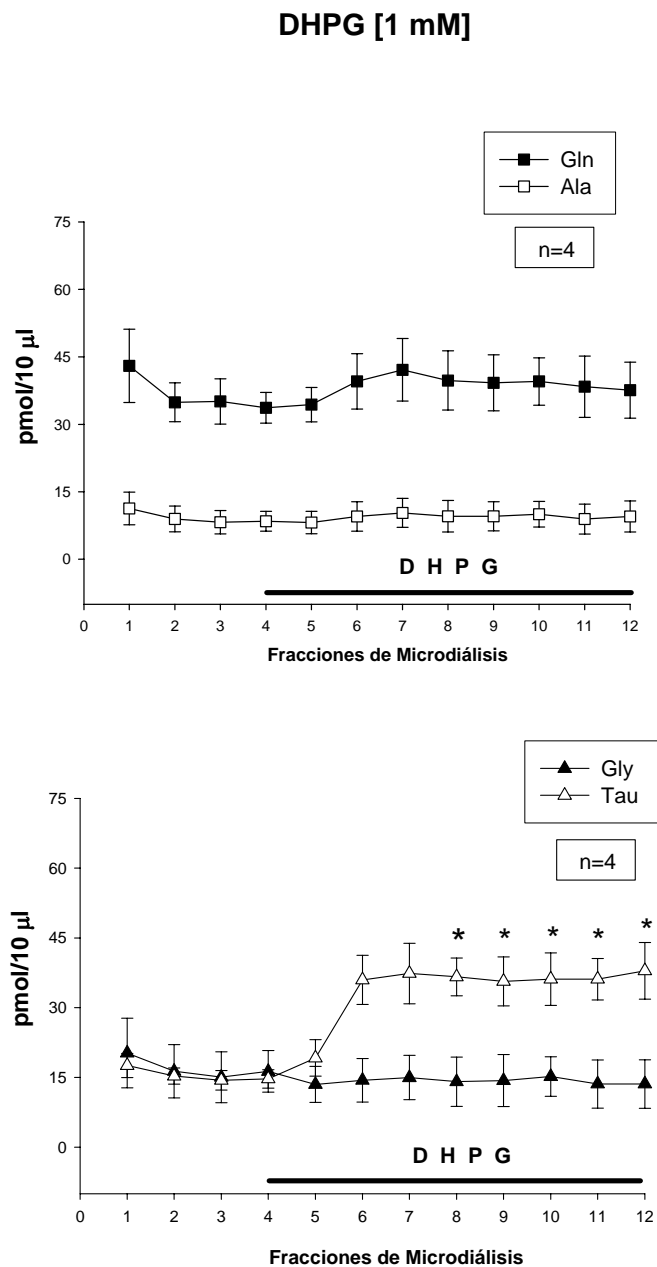 DHPG [1 mM]
Gln
Ala
n=4
75
60
45
30
15
0
pmol/10 µl
D H P G
0 1 2 3 4 5 6 7 8 9 10 11 12
Fracciones de Microdiálisis
Gly
Tau
n=4
75
60
45
30
15
0
pmol/10 µl
* * * * *
D H P G
0 1 2 3 4 5 6 7 8 9 10 11 12
Fracciones de Microdiálisis